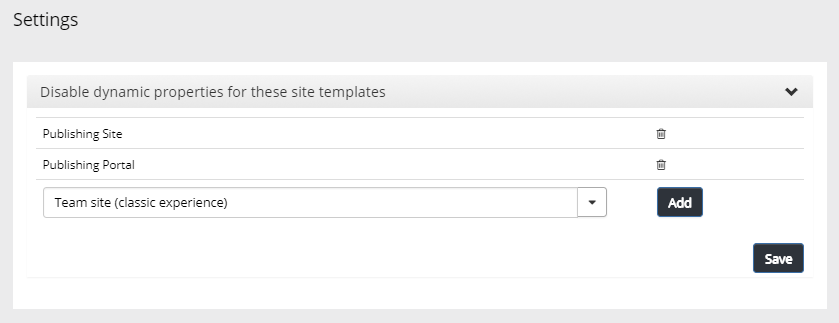 Settings
Disable dynamic properties for these site templates
Publishing Site
Publishing Portal
Team site (classic experience)
Add
Save